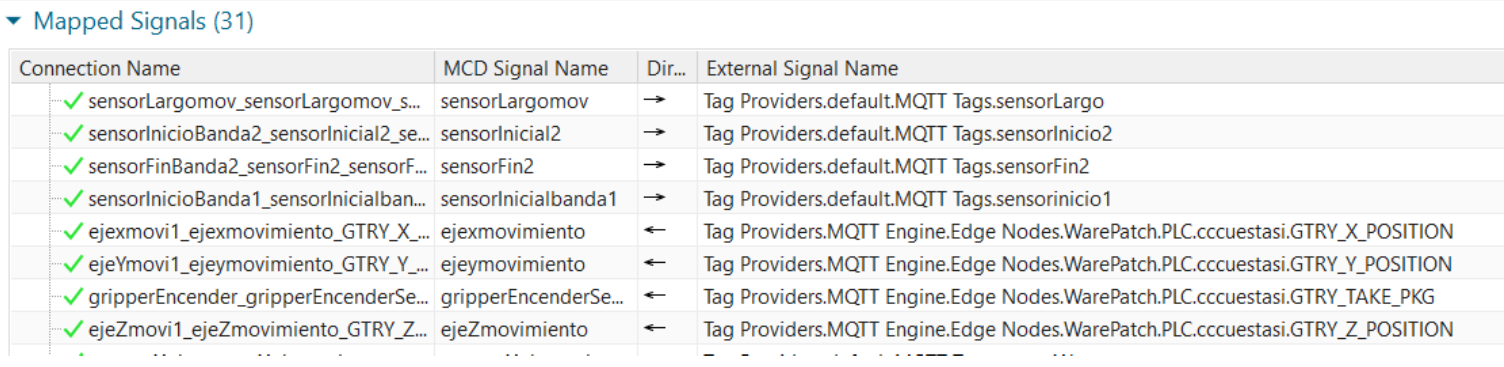 Mapped Signals (31)
Connection Name MCD Signal Name Dir... External Signal Name
sensorLargomov_sensorLargomov_s... sensorLargomov → Tag Providers.default.MQTT Tags.sensorLargo
sensorInicioBanda2_sensorInicial2_se... sensorInicial2 → Tag Providers.default.MQTT Tags.sensorInicio2
sensorFinBanda2_sensorFin2_sensorF... sensorFin2 → Tag Providers.default.MQTT Tags.sensorFin2
sensorInicioBanda1_sensorInicialban... sensorInicialbanda1 → Tag Providers.default.MQTT Tags.sensorinicio1
ejexmovi1_ejexmovimiento_GTRY_X_... ejexmovimiento ← Tag Providers.MQTT Engine.Edge Nodes.WarePatch.PLC.cccuestasi.GTRY_X_POSITION
ejeYmovi1_ejeymovimiento_GTRY_Y_... ejeymovimiento ← Tag Providers.MQTT Engine.Edge Nodes.WarePatch.PLC.cccuestasi.GTRY_Y_POSITION
gripperEncender_gripperEncenderSe... gripperEncenderSe... ← Tag Providers.MQTT Engine.Edge Nodes.WarePatch.PLC.cccuestasi.GTRY_TAKE_PKG
ejeZmovi1_ejeZmovimiento_GTRY_Z... ejeZmovimiento ← Tag Providers.MQTT Engine.Edge Nodes.WarePatch.PLC.cccuestasi.GTRY_Z_POSITION